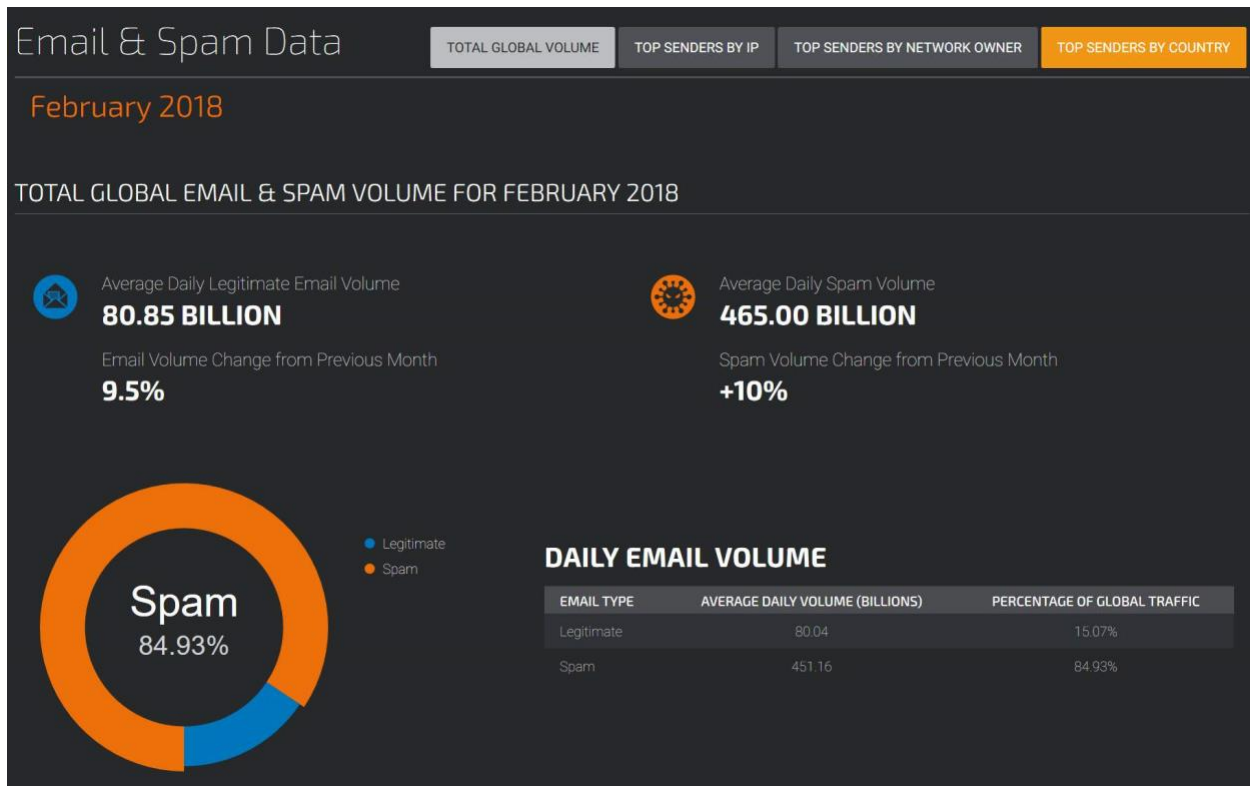 Email & Spam Data
TOTAL GLOBAL VOLUME
TOP SENDERS BY IP
TOP SENDERS BY NETWORK OWNER
TOP SENDERS BY COUNTRY
February 2018
TOTAL GLOBAL EMAIL & SPAM VOLUME FOR FEBRUARY 2018
Average Daily Legitimate Email Volume
80.85 BILLION
Email Volume Change from Previous Month
9.5%
Average Daily Spam Volume
465.00 BILLION
Spam Volume Change from Previous Month
+10%
Spam
84.93%
Legitimate
Spam
DAILY EMAIL VOLUME
EMAIL TYPE AVERAGE DAILY VOLUME (BILLIONS) PERCENTAGE OF GLOBAL TRAFFIC
Legitimate 80.04 15.07%
Spam 451.16 84.93%